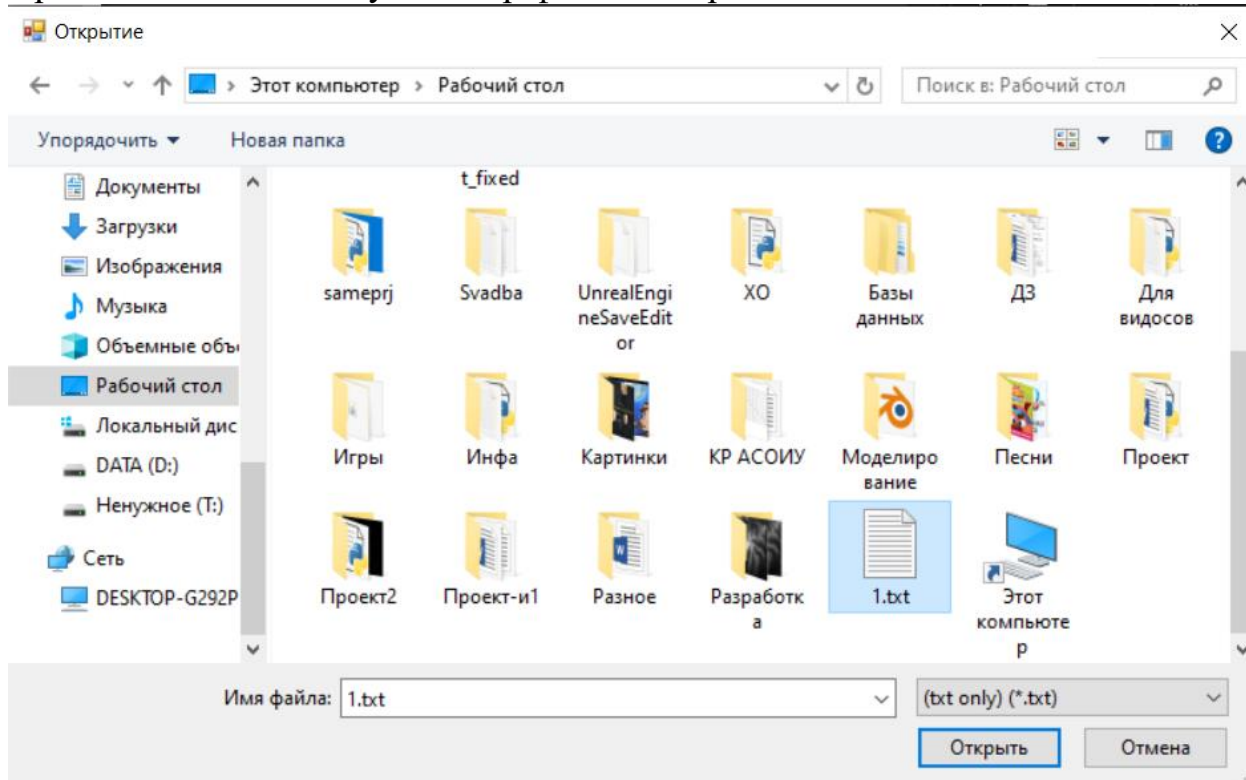 Открытие
Этот компьютер › Рабочий стол
Поиск в: Рабочий стол
Упорядочить
Новая папка
Документы
Загрузки
Изображения
Музыка
Объемные объ
Рабочий стол
Локальный дис
DATA (D:)
Ненужное (T:)
Сеть
DESKTOP-G292P
t_fixed
sameprj
Svadba
UnrealEngi
neSaveEdit
or
XO
Базы
данных
ДЗ
Для
видосов
Игры
Инфа
Картинки
КР АСОИУ
Моделиро
вание
Песни
Проект
Проект2
Проект-и1
Разное
Разработк
а
1.txt
Этот
компьюте
р
Имя файла:
1.txt
(txt only) (*.txt)
Открыть
Отмена